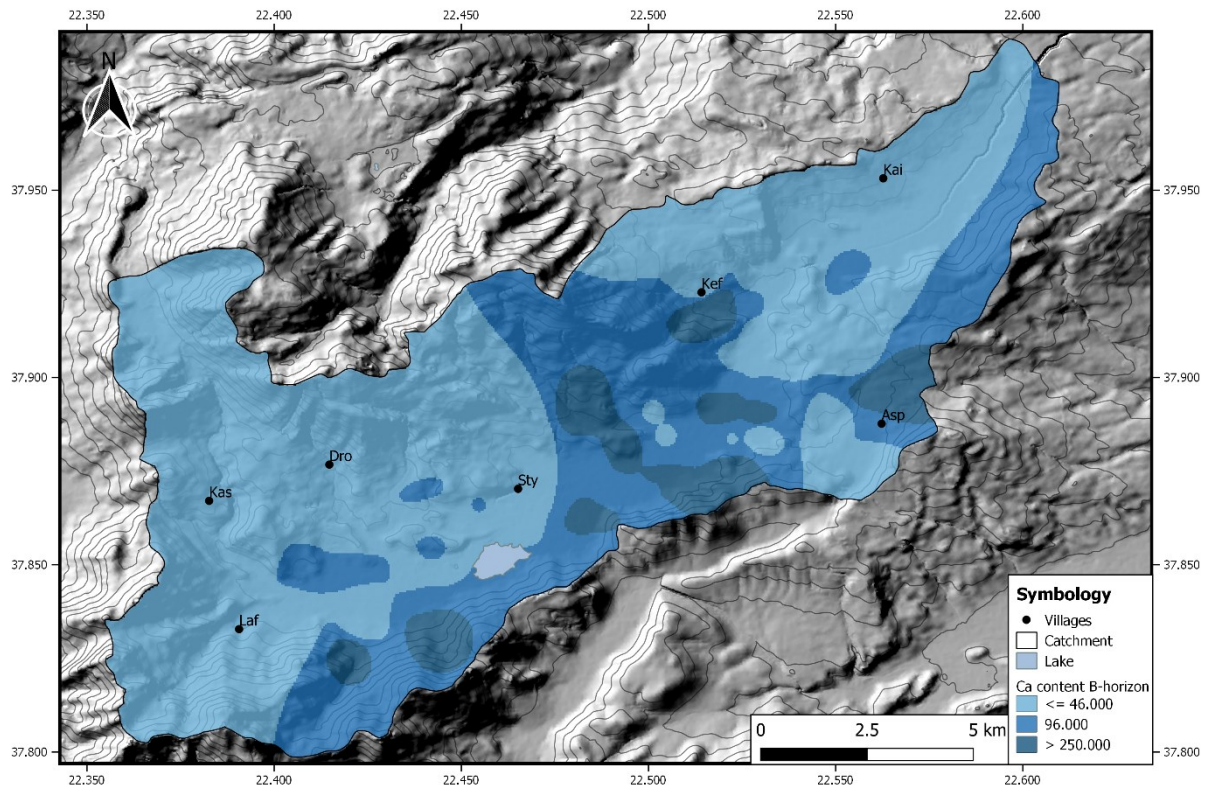 22.350 22.400 22.450 22.500 22.550 22.600
N
37.950 37.950
Kai
Kef
37.900 37.900
Asp
Dro
Sty
Kas
37.850 37.850
Laf
Symbology
Villages
Catchment
Lake
Ca content B-horizon
<= 46.000
96.000
> 250.000
0 2.5 5 km
37.800 37.800
22.350 22.400 22.450 22.500 22.550 22.600